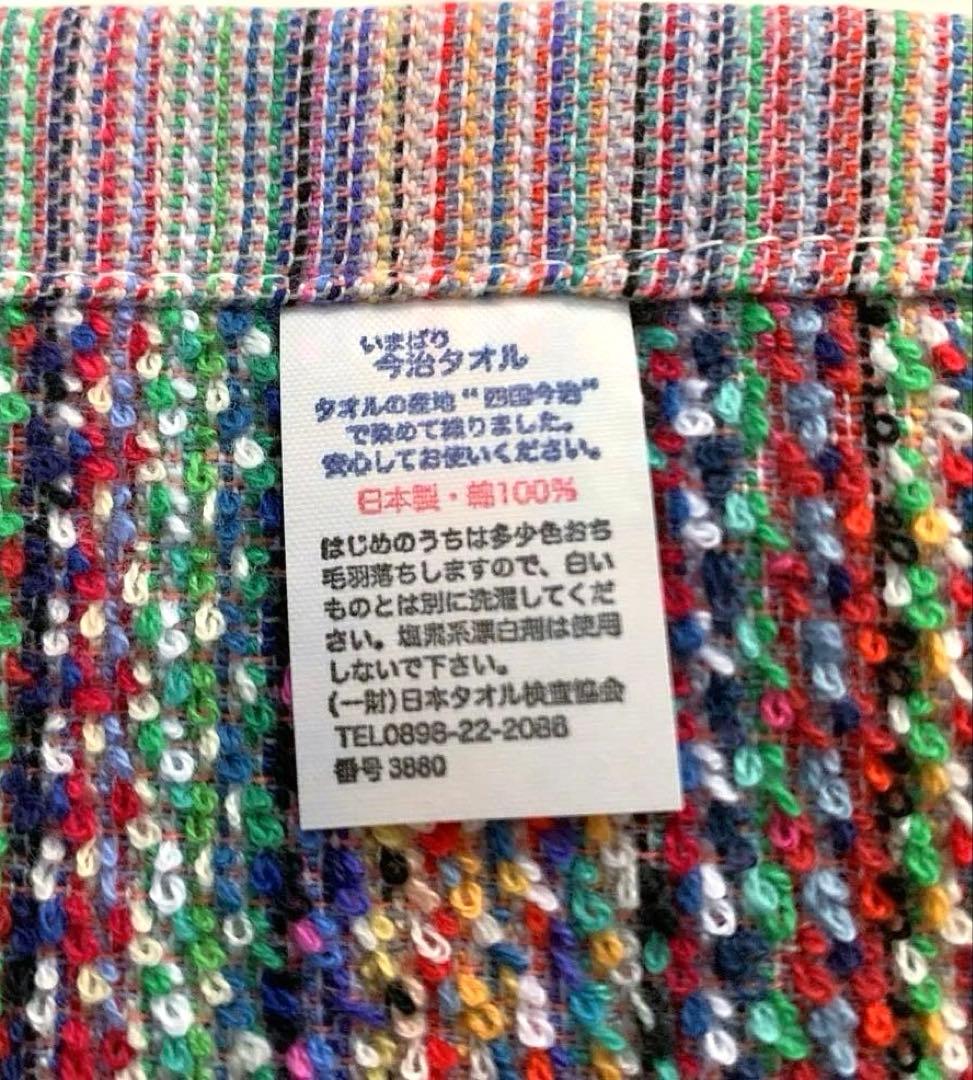 いまばり
今治タオル
タオルの産地“四国今治”
で染めて織りました。
安心してお使いください。
日本製・綿100%
はじめのうちは多少色おち
毛羽落ちしますので、白い
ものとは別に洗濯してくだ
さい。塩素系漂白剤は使用
しないで下さい。
(一財)日本タオル検査協会
TEL0898-22-2088
番号3880